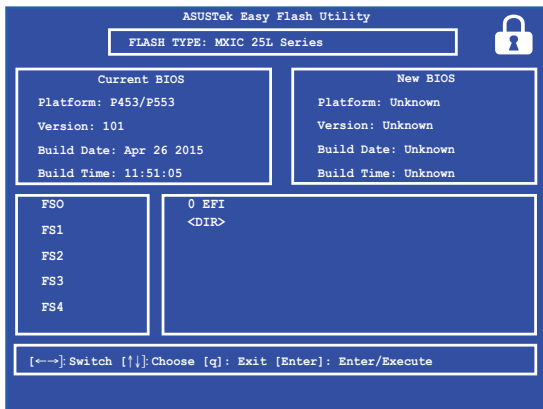 ASUSTek Easy Flash Utility
FLASH TYPE: MXIC 25L Series
Current BIOS
Platform: P453/P553
Version: 101
Build Date: Apr 26 2015
Build Time: 11:51:05
New BIOS
Platform: Unknown
Version: Unknown
Build Date: Unknown
Build Time: Unknown
FSO
FS1
FS2
FS3
FS4
0 EFI
<DIR>
[←→]: Switch [↑↓]: Choose [q]: Exit [Enter]: Enter/Execute